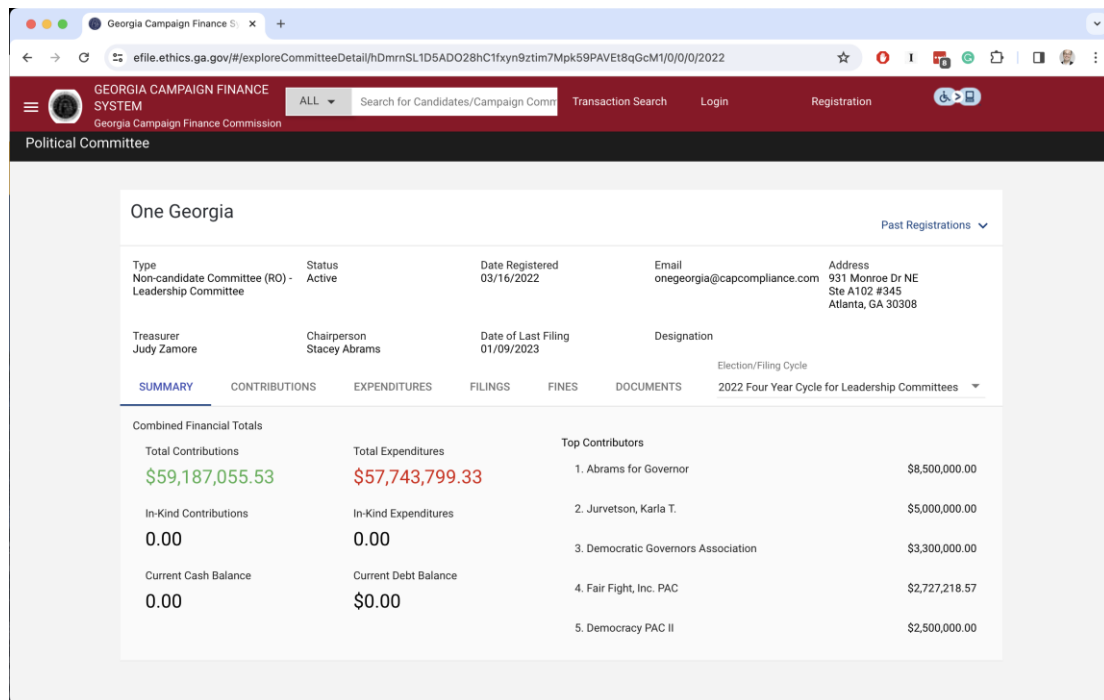 Georgia Campaign Finance S
efile.ethics.ga.gov/#/exploreCommitteeDetail/hDmrnSL1D5ADO28hC1fxyn9ztim7Mpk59PAVEt8qGcM1/0/0/0/2022
8
GEORGIA CAMPAIGN FINANCE SYSTEM
Georgia Campaign Finance Commission
ALL
Search for Candidates/Campaign Comm
Transaction Search
Login
Registration
Political Committee
One Georgia
Past Registrations
Type
Non-candidate Committee (RO) -
Leadership Committee
Status
Active
Date Registered
03/16/2022
Email
onegeorgia@capcompliance.com
Address
931 Monroe Dr NE
Ste A102 #345
Atlanta, GA 30308
Treasurer
Judy Zamore
Chairperson
Stacey Abrams
Date of Last Filing
01/09/2023
Designation
Election/Filing Cycle
2022 Four Year Cycle for Leadership Committees
SUMMARY
CONTRIBUTIONS
EXPENDITURES
FILINGS
FINES
DOCUMENTS
Combined Financial Totals
Total Contributions
$59,187,055.53
Total Expenditures
$57,743,799.33
In-Kind Contributions
0.00
In-Kind Expenditures
0.00
Current Cash Balance
0.00
Current Debt Balance
$0.00
Top Contributors
1. Abrams for Governor $8,500,000.00
2. Jurvetson, Karla T. $5,000,000.00
3. Democratic Governors Association $3,300,000.00
4. Fair Fight, Inc. PAC $2,727,218.57
5. Democracy PAC II $2,500,000.00